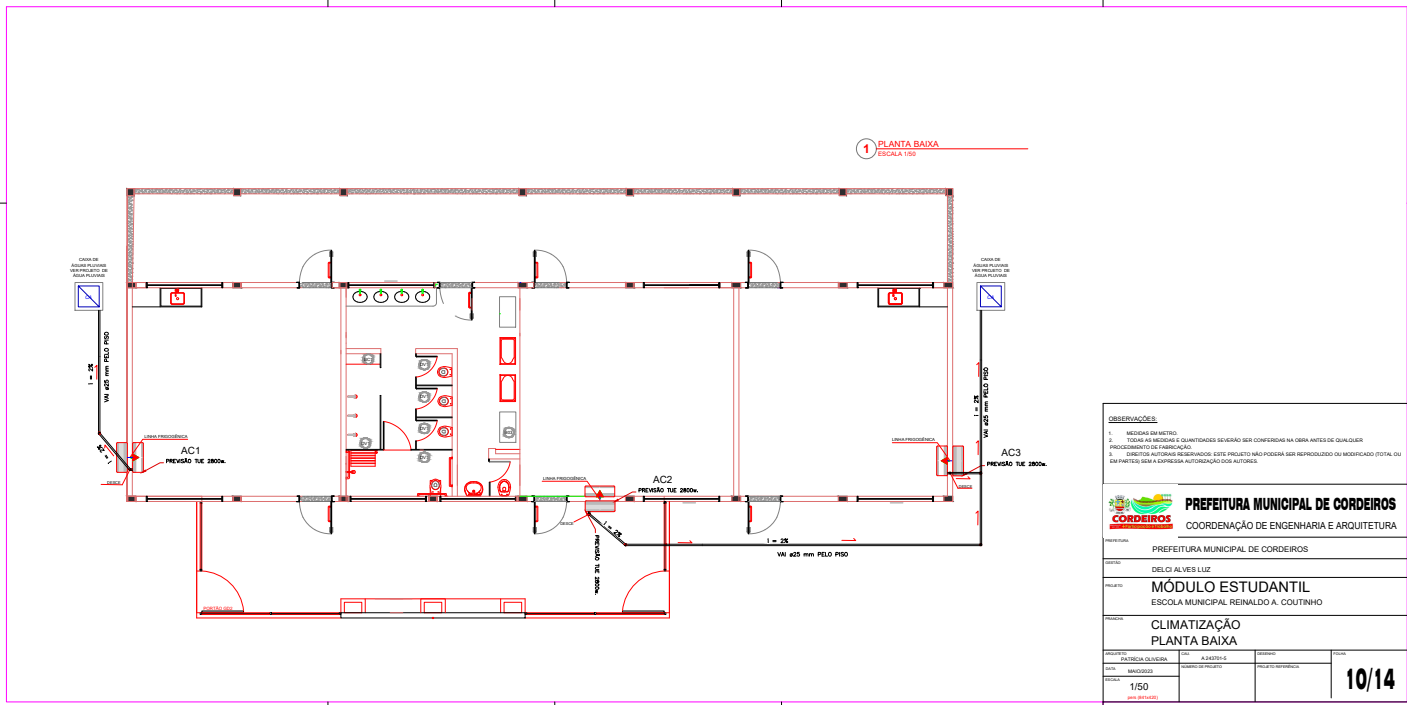 1
PLANTA BAIXA
ESCALA 1/50
CAIXA DE
ÁGUAS PLUVIAIS
VER PROJETO DE
ÁGUA PLUVIAIS
CAIXA DE
ÁGUAS PLUVIAIS
VER PROJETO DE
ÁGUA PLUVIAIS
I = 2%
VAI ø25 mm PELO PISO
I = 2%
LINHA FRIGOGÊNICA
AC1
PREVISÃO TUE 2800w.
DESCE
LINHA FRIGOGÊNICA
AC2
PREVISÃO TUE 2800w.
DESCE
PREVISÃO TUE 2800w.
I = 2%
I = 2%
VAI ø25 mm PELO PISO
I = 2%
VAI ø25 mm PELO PISO
LINHA FRIGOGÊNICA
AC3
PREVISÃO TUE 2800w.
DESCE
PORTÃO GD2
OBSERVAÇÕES:
1. MEDIDAS EM METRO.
2. TODAS AS MEDIDAS E QUANTIDADES SEVERÃO SER CONFERIDAS NA OBRA ANTES DE QUALQUER
PROCEDIMENTO DE FABRICAÇÃO.
3. DIREITOS AUTORAIS RESERVADOS: ESTE PROJETO NÃO PODERÁ SER REPRODUZIDO OU MODIFICADO (TOTAL OU
EM PARTES) SEM A EXPRESSA AUTORIZAÇÃO DOS AUTORES.
CORDEIROS
PREFEITURA MUNICIPAL DE CORDEIROS
COORDENAÇÃO DE ENGENHARIA E ARQUITETURA
PREFEITURA
PREFEITURA MUNICIPAL DE CORDEIROS
GESTÃO
DELCI ALVES LUZ
PROJETO
MÓDULO ESTUDANTIL
ESCOLA MUNICIPAL REINALDO A. COUTINHO
PRANCHA
CLIMATIZAÇÃO
PLANTA BAIXA
ARQUITETO
PATRÍCIA OLIVEIRA
CAU
A 243701-5
DESENHO
FOLHA
DATA
MAIO/2023
NÚMERO DE PROJETO
PROJETO REFERÊNCIA
ESCALA
1/50
10/14